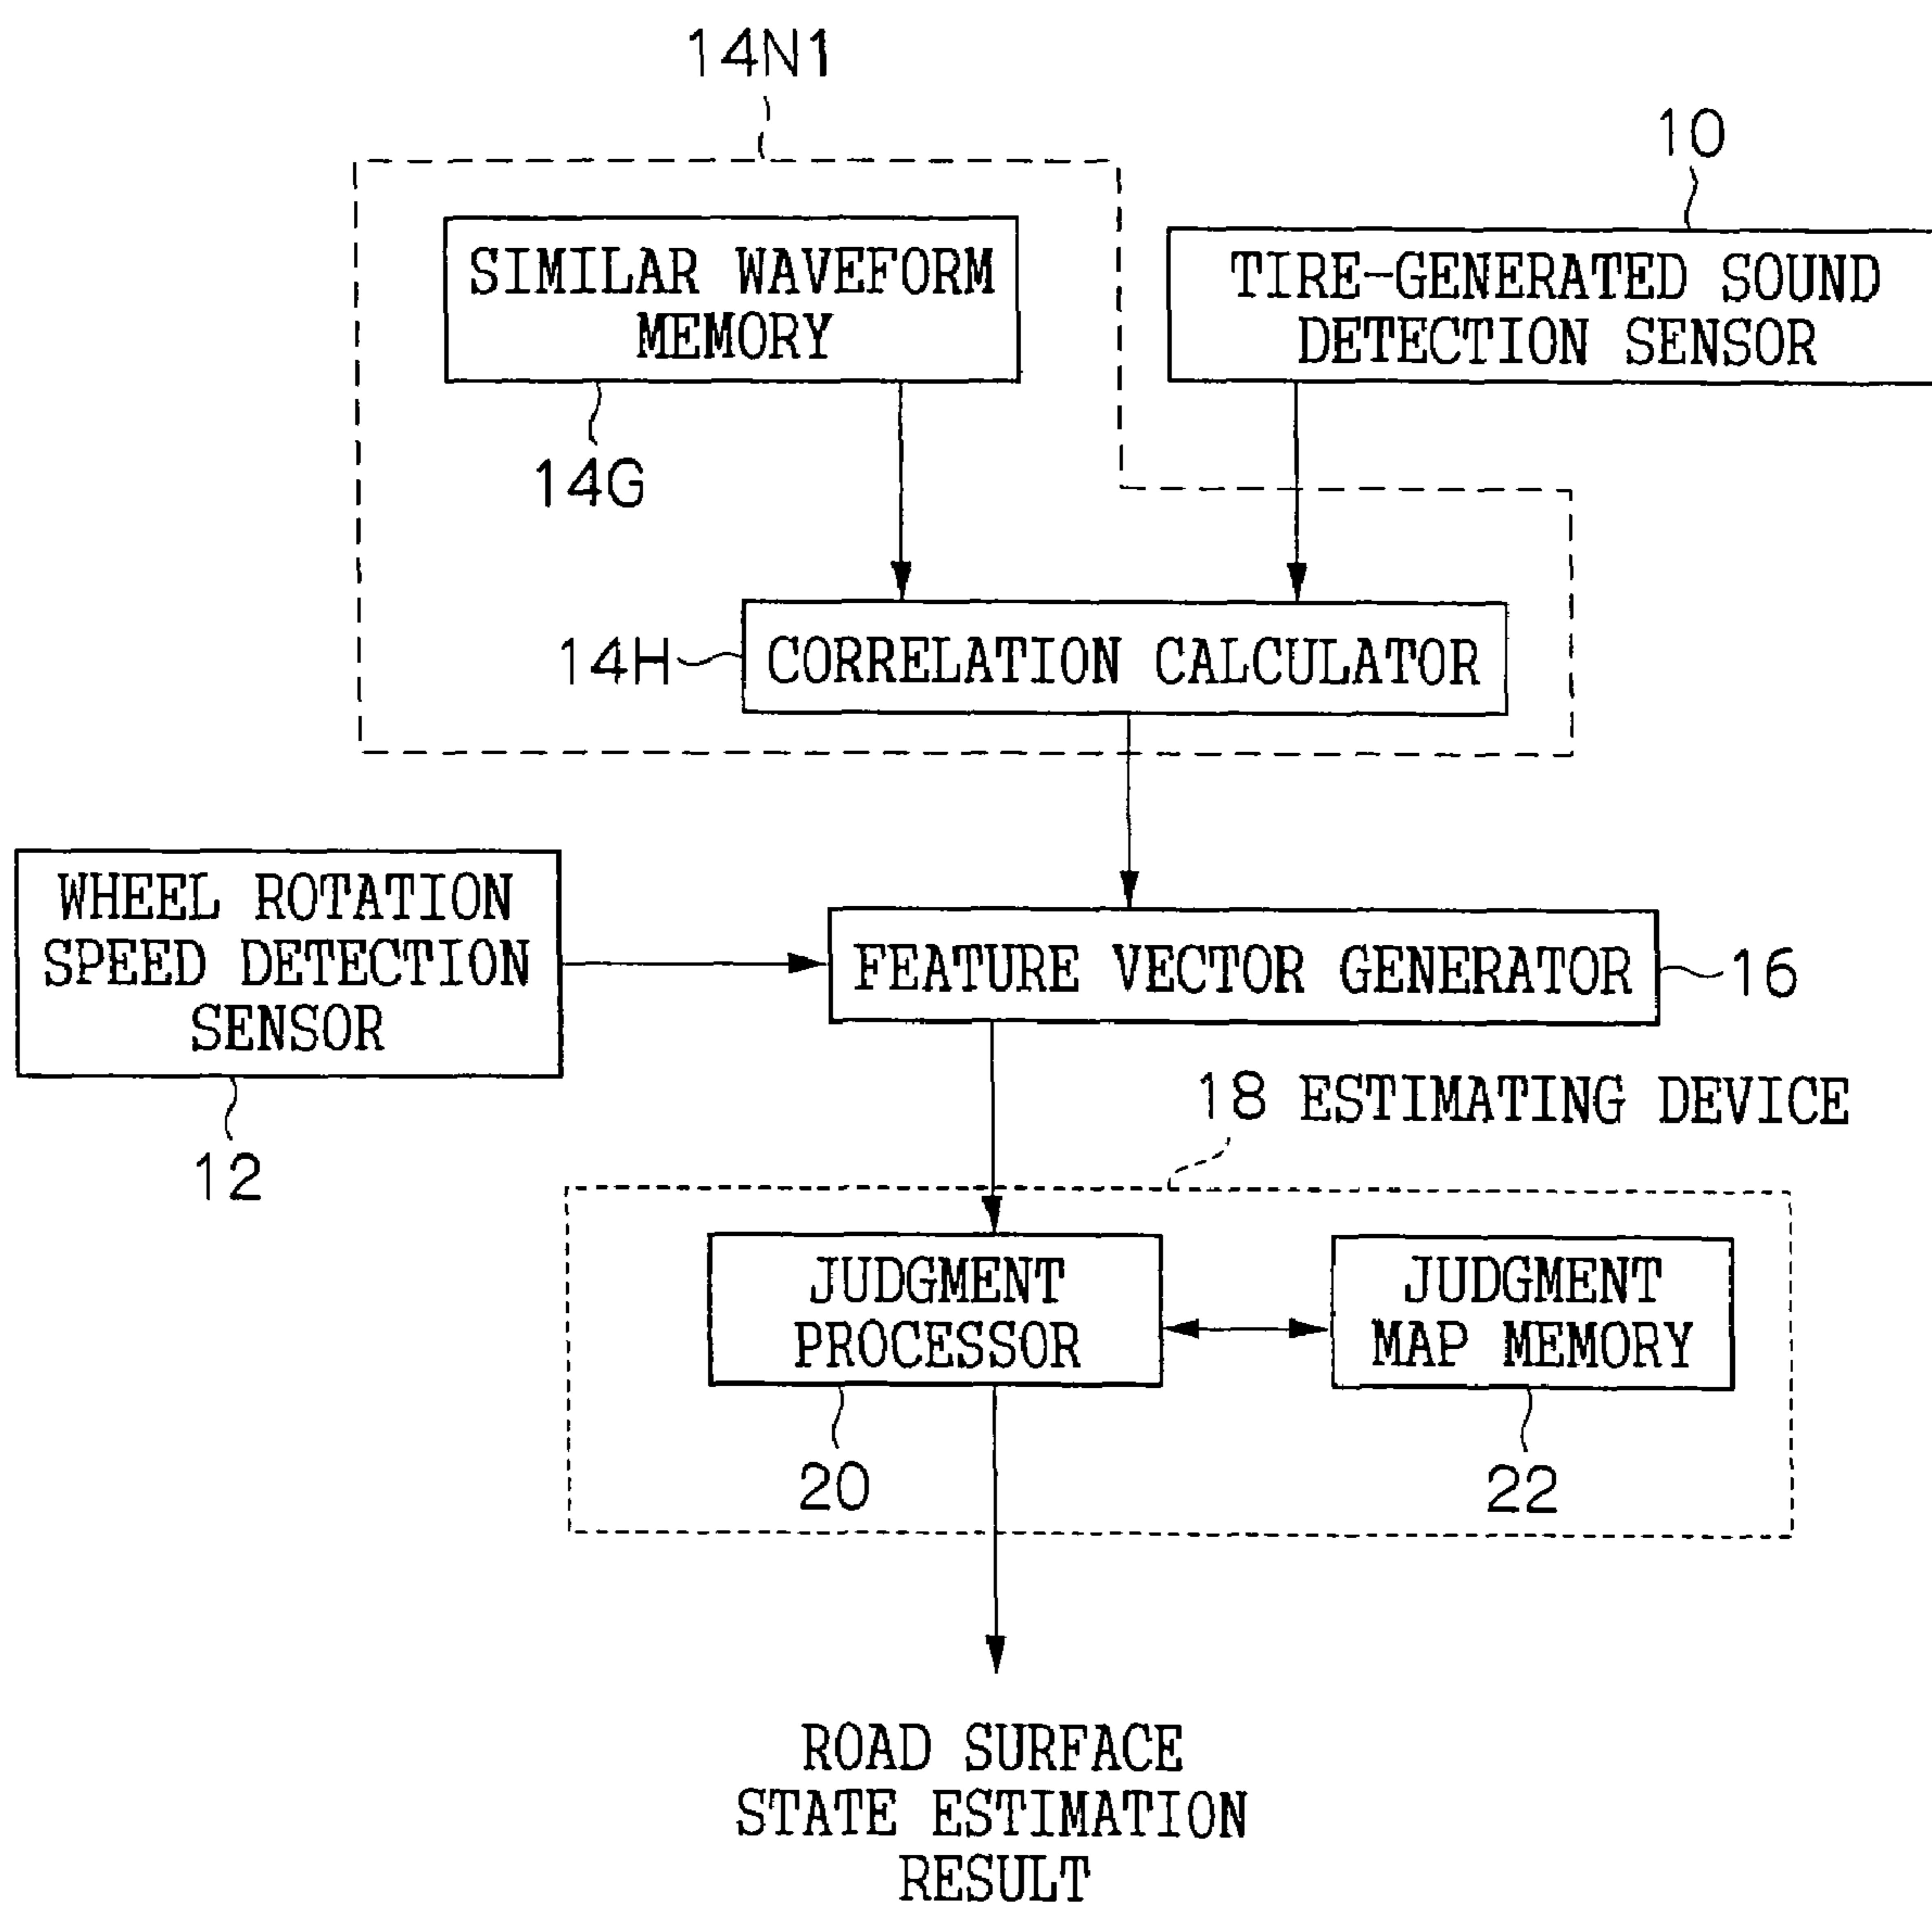 14N1
10
SIMILAR WAVEFORM
MEMORY
TIRE-GENERATED SOUND
DETECTION SENSOR
14G
14H
CORRELATION CALCULATOR
WHEEL ROTATION
SPEED DETECTION
SENSOR
FEATURE VECTOR GENERATOR
16
12
18 ESTIMATING DEVICE
JUDGMENT
PROCESSOR
JUDGMENT
MAP MEMORY
20
22
ROAD SURFACE
STATE ESTIMATION
RESULT